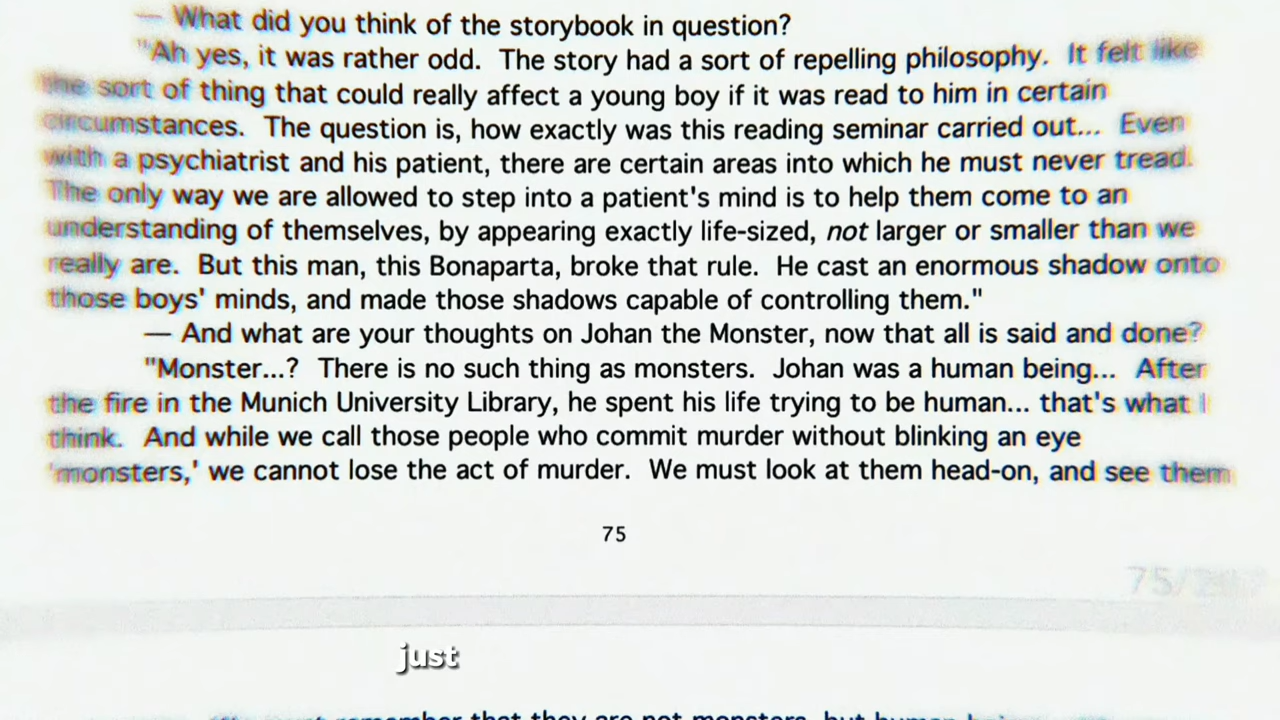 — What did you think of the storybook in question?
"Ah yes, it was rather odd. The story had a sort of repelling philosophy. It felt like
the sort of thing that could really affect a young boy if it was read to him in certain
circumstances. The question is, how exactly was this reading seminar carried out... Even
with a psychiatrist and his patient, there are certain areas into which he must never tread.
The only way we are allowed to step into a patient's mind is to help them come to an
understanding of themselves, by appearing exactly life-sized, not larger or smaller than we
really are. But this man, this Bonaparta, broke that rule. He cast an enormous shadow onto
those boys' minds, and made those shadows capable of controlling them."
— And what are your thoughts on Johan the Monster, now that all is said and done?
"Monster...? There is no such thing as monsters. Johan was a human being... After
the fire in the Munich University Library, he spent his life trying to be human... that's what I
think. And while we call those people who commit murder without blinking an eye
'monsters,' we cannot lose the act of murder. We must look at them head-on, and see them
75
75/
just
remember that they are not monsters, but human